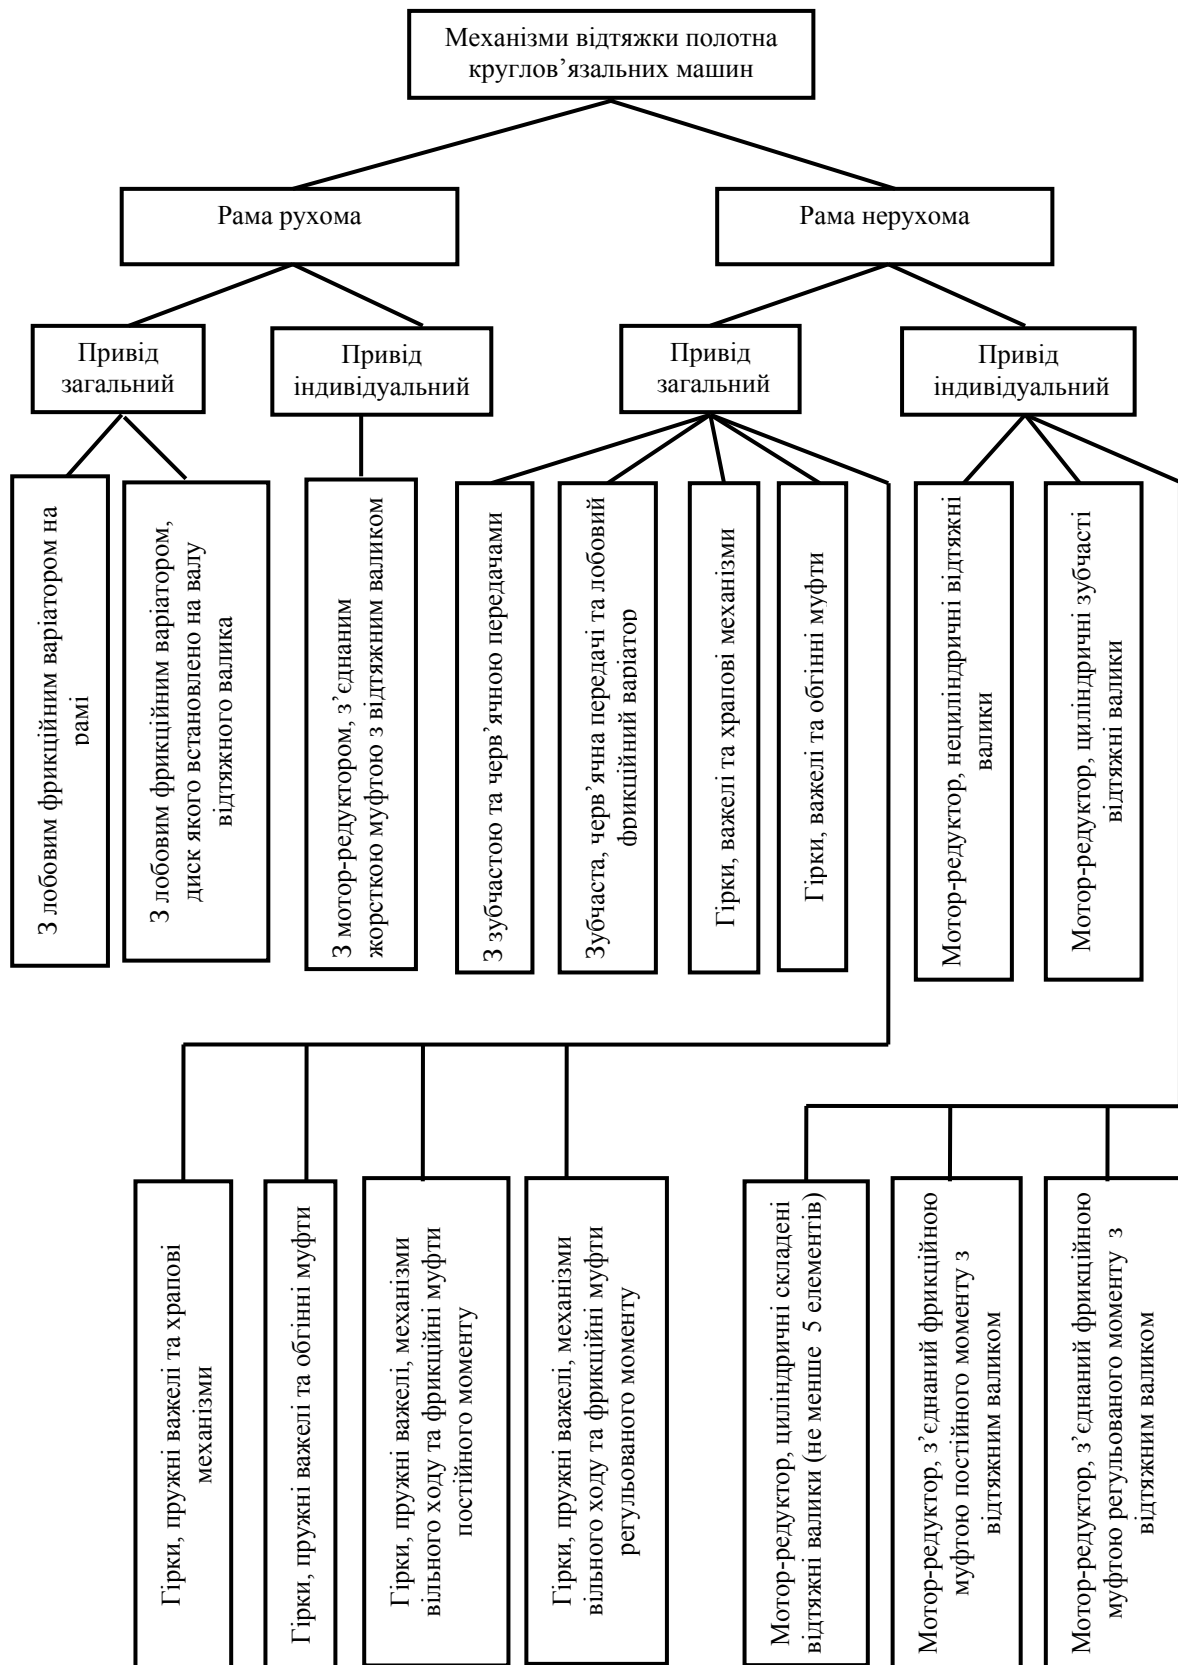 Механізми відтяжки полотна
круглов’язальних машин
Рама рухома
Рама нерухома
Привід
загальний
Привід
індивідуальний
Привід
загальний
Привід
індивідуальний
З лобовим фрикційним варіатором на
рамі
З лобовим фрикційним варіатором,
диск якого встановлено на валу
відтяжного валика
З мотор-редуктором, з’єднаним
жорсткою муфтою з відтяжним валиком
З зубчастою та черв’ячною передачами
Зубчаста, черв’ячна передачі та лобовий
фрикційний варіатор
Гірки, важелі та храпові механізми
Гірки, важелі та обгінні муфти
Мотор-редуктор, нециліндричні відтяжні
валики
Мотор-редуктор, циліндричні зубчасті
відтяжні валики
Гірки, пружні важелі та храпові
механізми
Гірки, пружні важелі та обгінні муфти
Гірки, пружні важелі, механізми
вільного ходу та фрикційні муфти
постійного моменту
Гірки, пружні важелі, механізми
вільного ходу та фрикційні муфти
регульованого моменту
Мотор-редуктор, циліндричні складені
відтяжні валики (не менше 5 елементів)
Мотор-редуктор, з’єднаний фрикційною
муфтою постійного моменту з
відтяжним валиком
Мотор-редуктор, з’єднаний фрикційною
муфтою регульованого моменту з
відтяжним валиком